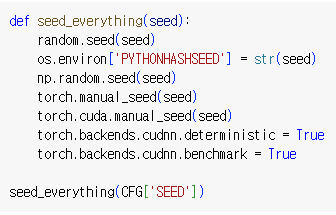 def seed_everything(seed):
    random.seed(seed)
    os.environ['PYTHONHASHSEED'] = str(seed)
    np.random.seed(seed)
    torch.manual_seed(seed)
    torch.cuda.manual_seed(seed)
    torch.backends.cudnn.deterministic = True
    torch.backends.cudnn.benchmark = True
seed_everything(CFG['SEED'])